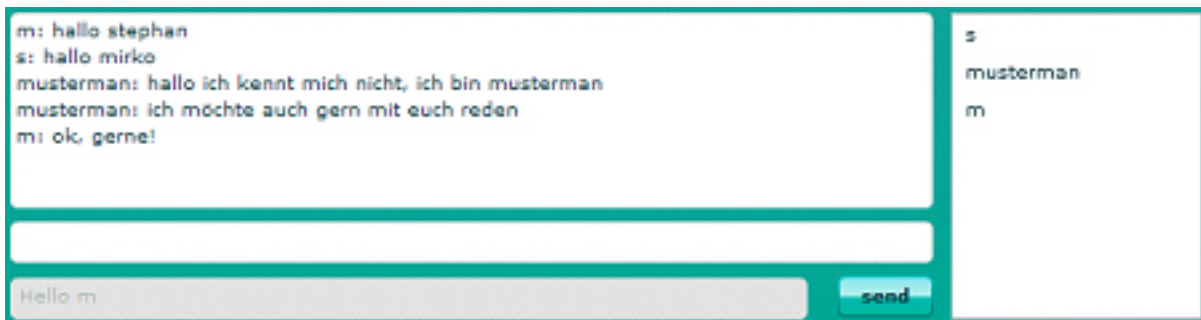 m: hallo stephan
s: hallo mirko
musterman: hallo ich kennt mich nicht, ich bin musterman
musterman: ich möchte auch gern mit euch reden
m: ok, gerne!
Hello m
send
s
musterman
m